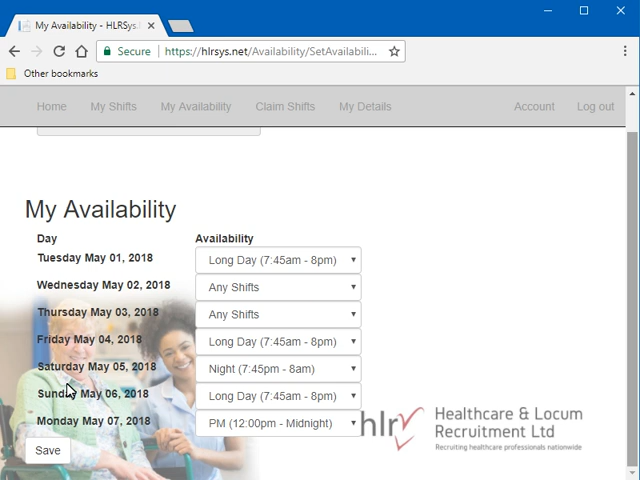 My Availability - HLRSys.
Secure https://hlrsys.net/Availability/SetAvailabili...
Other bookmarks
Home My Shifts My Availability Claim Shifts My Details Account Log out
My Availability
Day Availability
Tuesday May 01, 2018 Long Day (7:45am - 8pm)
Wednesday May 02, 2018 Any Shifts
Thursday May 03, 2018 Any Shifts
Friday May 04, 2018 Long Day (7:45am - 8pm)
Saturday May 05, 2018 Night (7:45pm - 8am)
Sunday May 06, 2018 Long Day (7:45am - 8pm)
Monday May 07, 2018 PM (12:00pm - Midnight)
hlr Healthcare & Locum
Recruitment Ltd
Recruiting healthcare professionals nationwide
Save